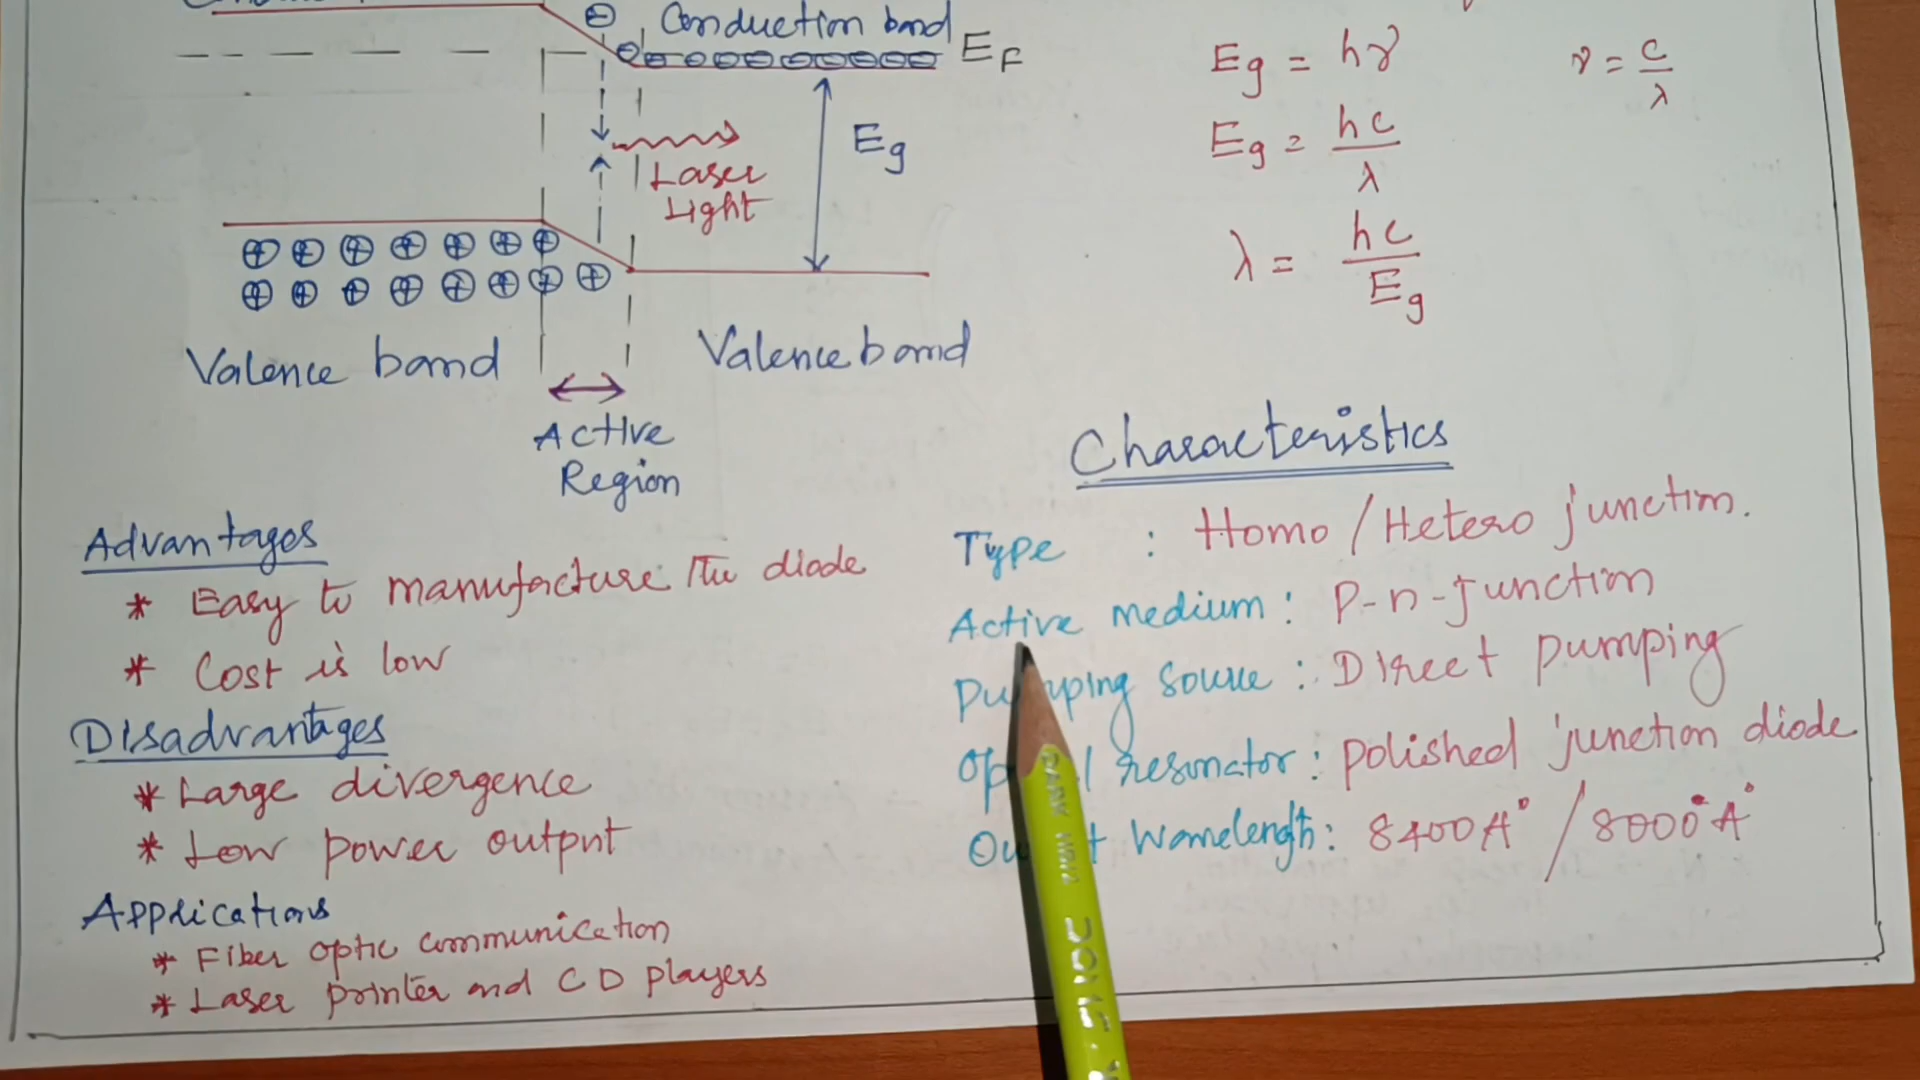 Conduction band
E_F
Eg
Laser
Light
Valence band
Valence band
Active
Region
Eg = hγ
γ = c/λ
Eg = hc/λ
λ = hc/Eg
Advantages
* Easy to manufacture the diode
* Cost is low
Disadvantages
* Large divergence
* Low power output
Applications
* Fiber optic communication
* Laser printer and CD players
Characteristics
Type : Homo / Hetero junction.
Active medium : P-n-junction
source : Direct pumping
resonator : polished junction diode
Wamelength : 8400A° / 8000°A°